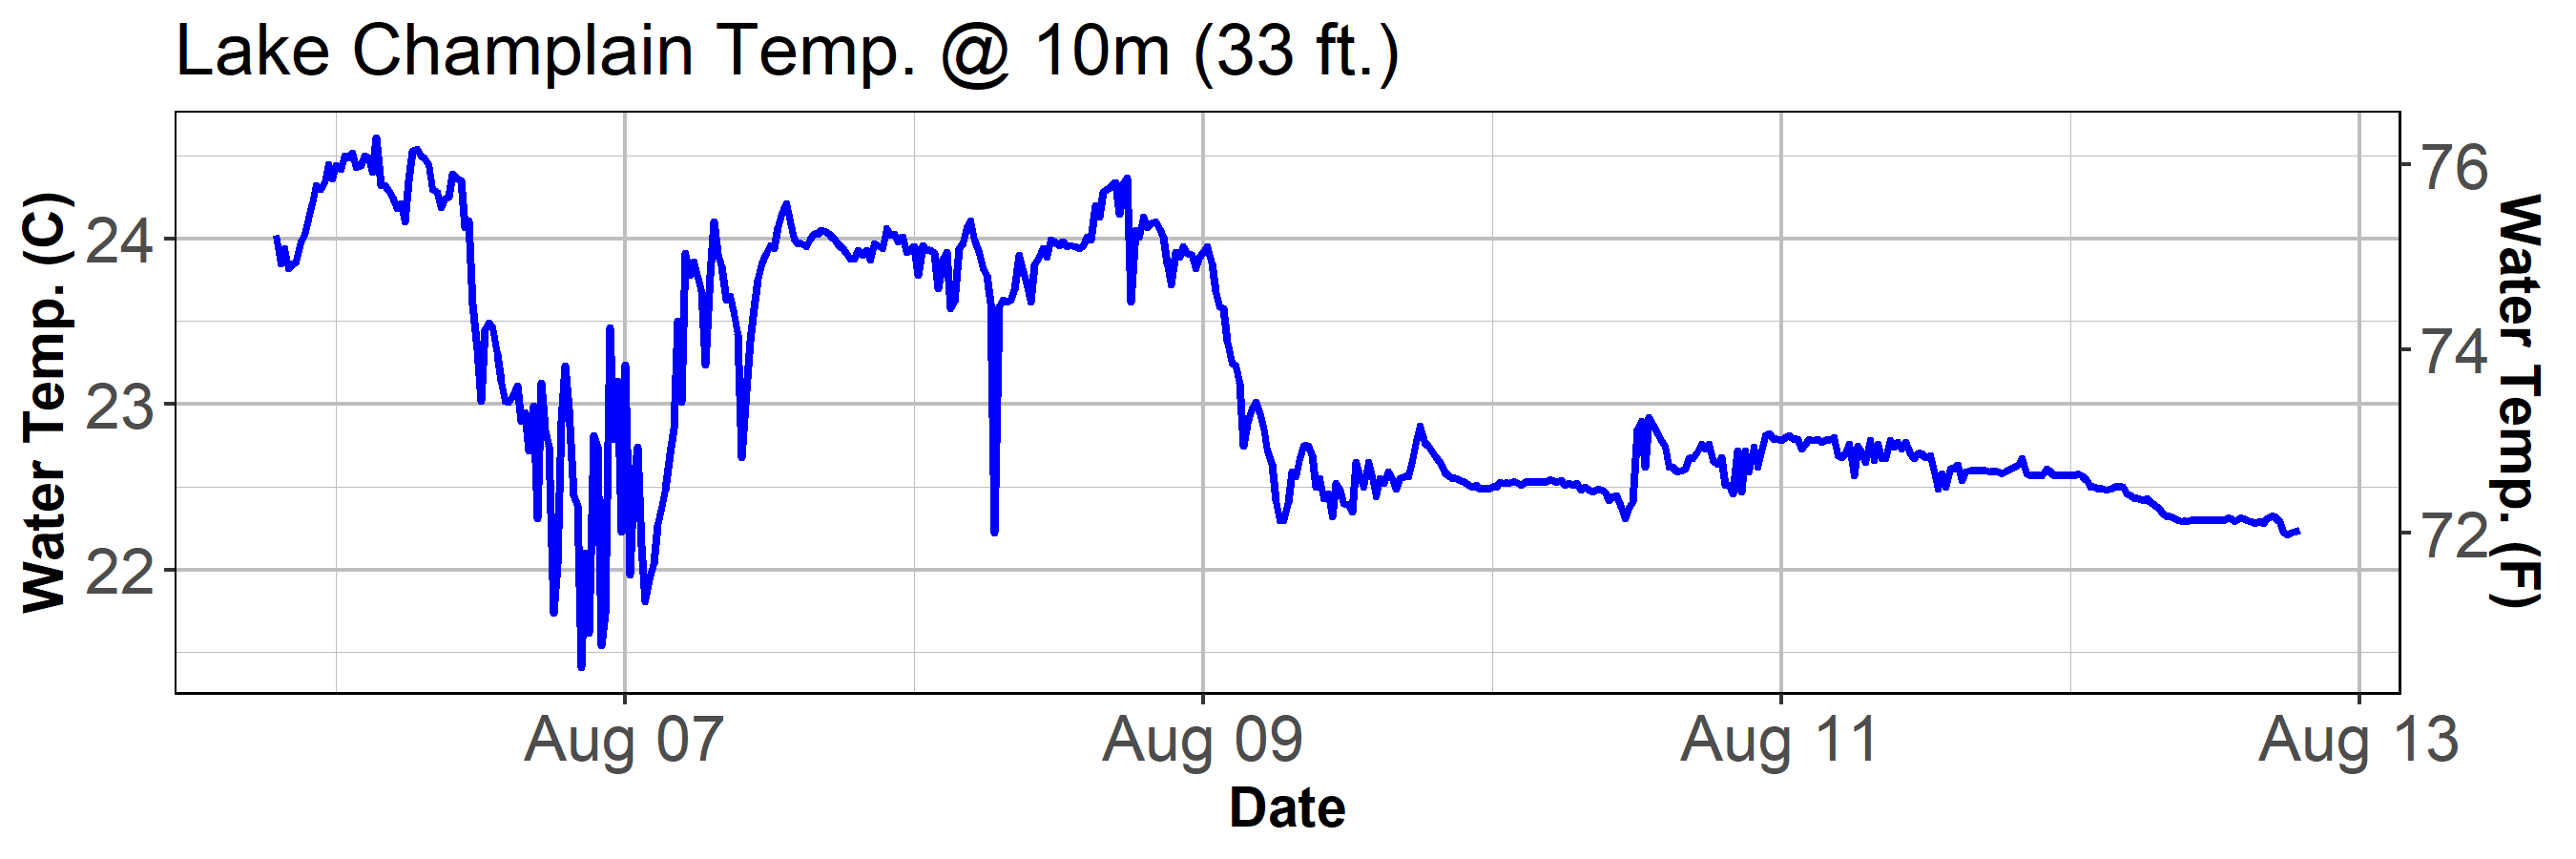 Lake Champlain Temp. @ 10m (33 ft.)
Water Temp. (C)
24
23
22
76
74
72
Water Temp. (F)
Aug 07
Aug 09
Aug 11
Aug 13
Date